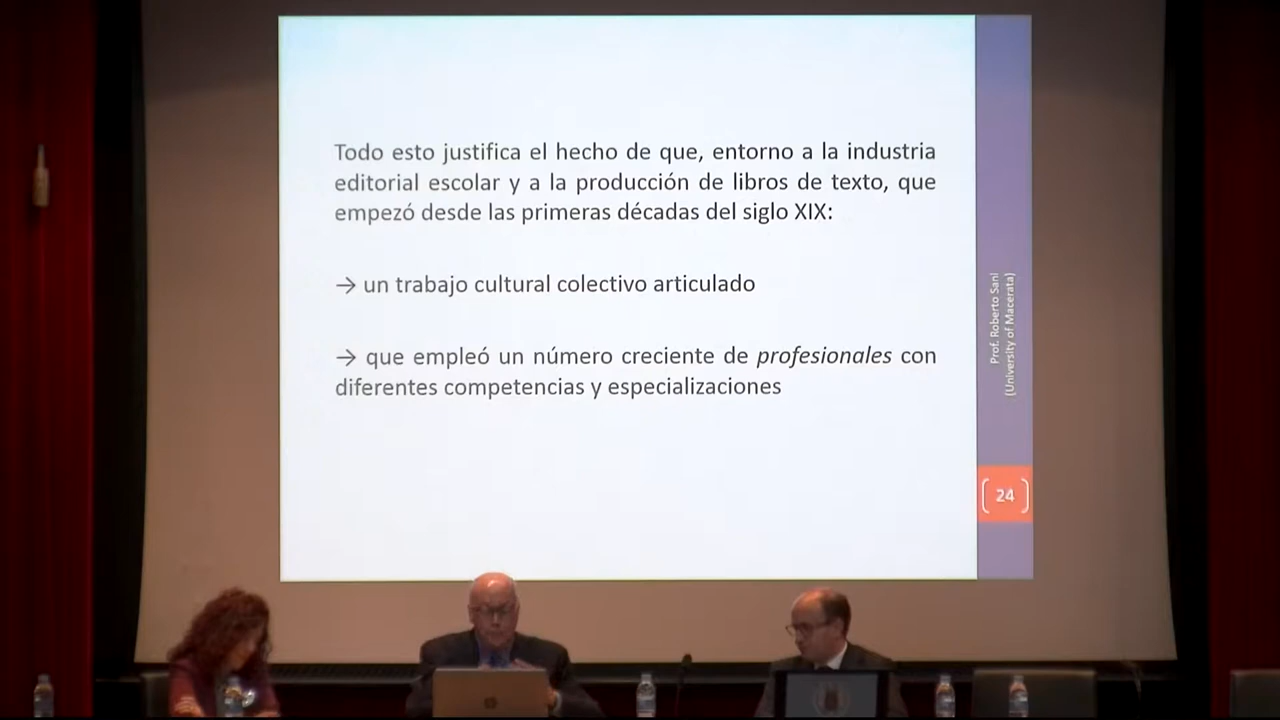 Todo esto justifica el hecho de que, entorno a la industria
editorial escolar y a la producción de libros de texto, que
empezó desde las primeras décadas del siglo XIX:
→ un trabajo cultural colectivo articulado
→ que empleó un número creciente de profesionales con
diferentes competencias y especializaciones
Prof. Roberto Sani
(University of Macerata)
24